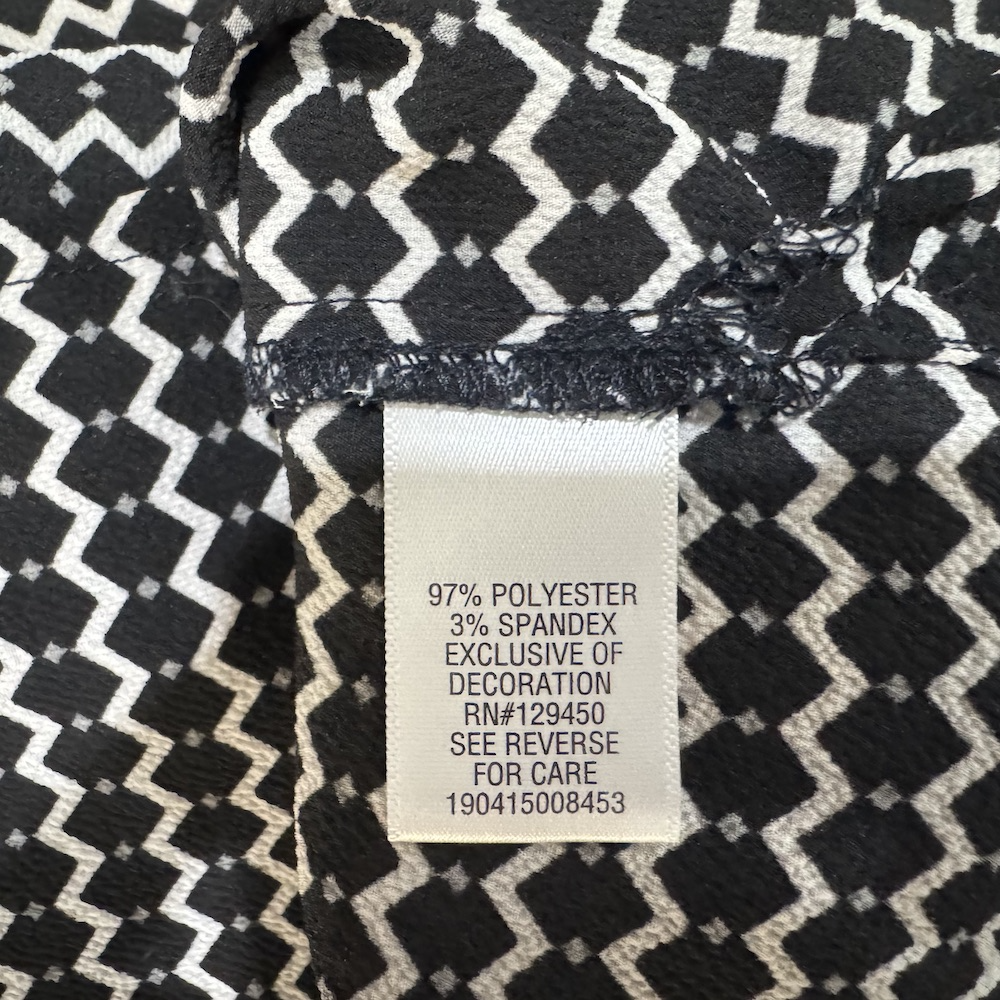 97% POLYESTER
3% SPANDEX
EXCLUSIVE OF
DECORATION
RN#129450
SEE REVERSE
FOR CARE
190415008453